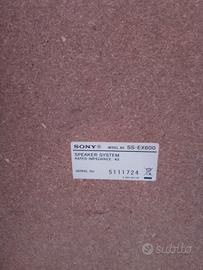 SONY® MODEL NO. SS-EX600
SPEAKER SYSTEM
RATED IMPEDANCE: 4Ω
SERIAL No. 5111724
subito